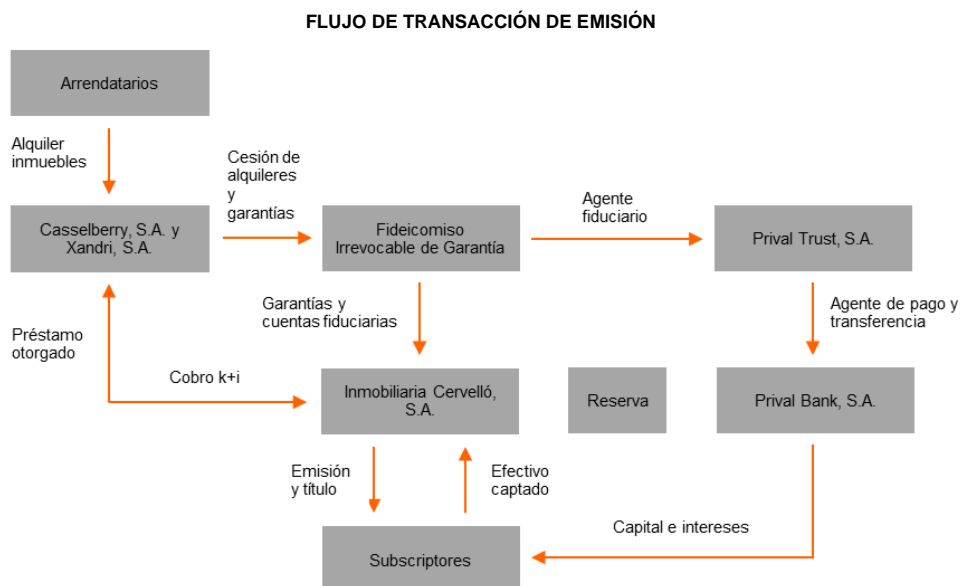 FLUJO DE TRANSACCIÓN DE EMISIÓN
Arrendatarios
Alquiler
inmuebles
Cesión de
alquileres
y
garantías
Agente
fiduciario
Casselberry, S.A. y
Xandri, S.A.
Fideicomiso
Irrevocable de Garantía
Prival Trust, S.A.
Garantías y
cuentas fiduciarias
Agente de pago y
transferencia
Préstamo
otorgado
Cobro k+i
Inmobiliaria Cervelló,
S.A.
Reserva
Prival Bank, S.A.
Emisión
y título
Efectivo
captado
Capital e intereses
Subscriptores